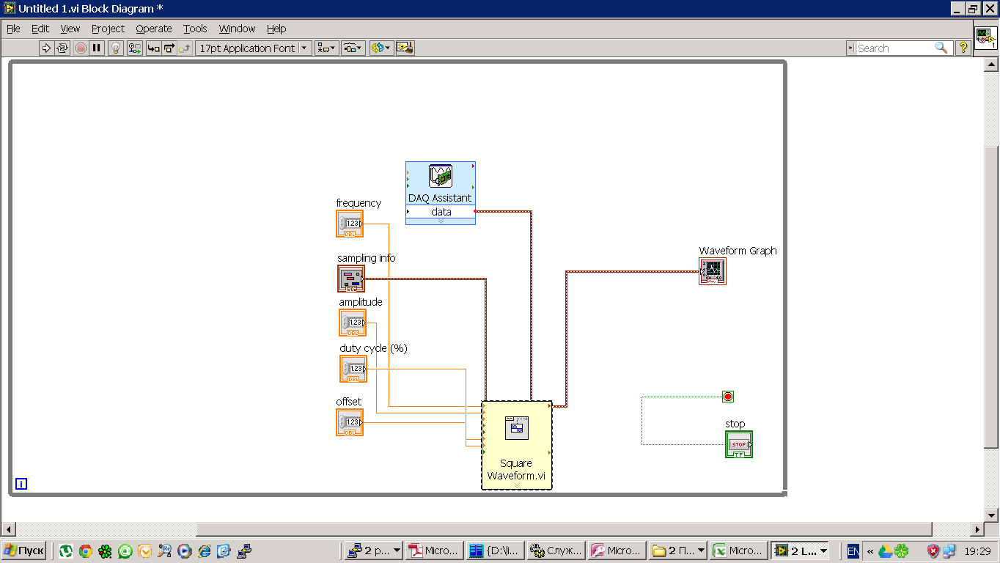 Untitled 1.vi Block Diagram *
File Edit View Project Operate Tools Window Help
17pt Application Font
Search
1
DAQ Assistant
data
frequency
1.23
DBL
sampling info
amplitude
1.23
DBL
duty cycle (%)
1.23
DBL
offset
1.23
DBL
Waveform Graph
stop
STOP
TF
Square
Waveform.vi
i
Пуск
2 p...
Micro...
{D:\li...
Служ...
Micro...
2 П...
Micro...
2 L...
EN
«
19:29